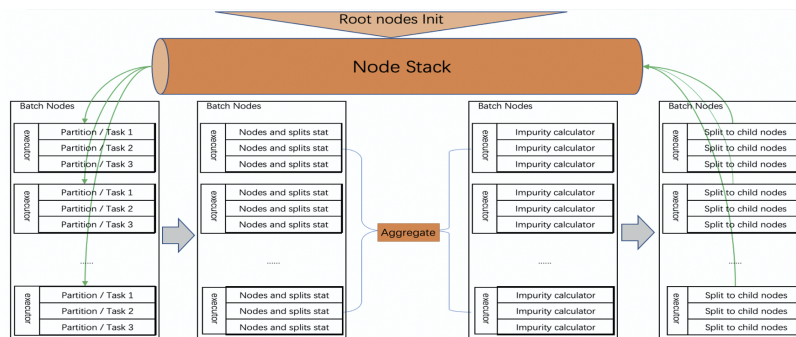 Root nodes Init
Node Stack
Batch Nodes
executor
Partition / Task 1
Partition / Task 2
Partition / Task 3
executor
Partition / Task 1
Partition / Task 2
Partition / Task 3
......
executor
Partition / Task 1
Partition / Task 2
Partition / Task 3
Batch Nodes
executor
Nodes and splits stat
Nodes and splits stat
Nodes and splits stat
executor
Nodes and splits stat
Nodes and splits stat
Nodes and splits stat
......
executor
Nodes and splits stat
Nodes and splits stat
Nodes and splits stat
Aggregate
Batch Nodes
executor
Impurity calculator
Impurity calculator
Impurity calculator
executor
Impurity calculator
Impurity calculator
Impurity calculator
......
executor
Impurity calculator
Impurity calculator
Impurity calculator
Batch Nodes
executor
Split to child nodes
Split to child nodes
Split to child nodes
executor
Split to child nodes
Split to child nodes
Split to child nodes
......
executor
Split to child nodes
Split to child nodes
Split to child nodes